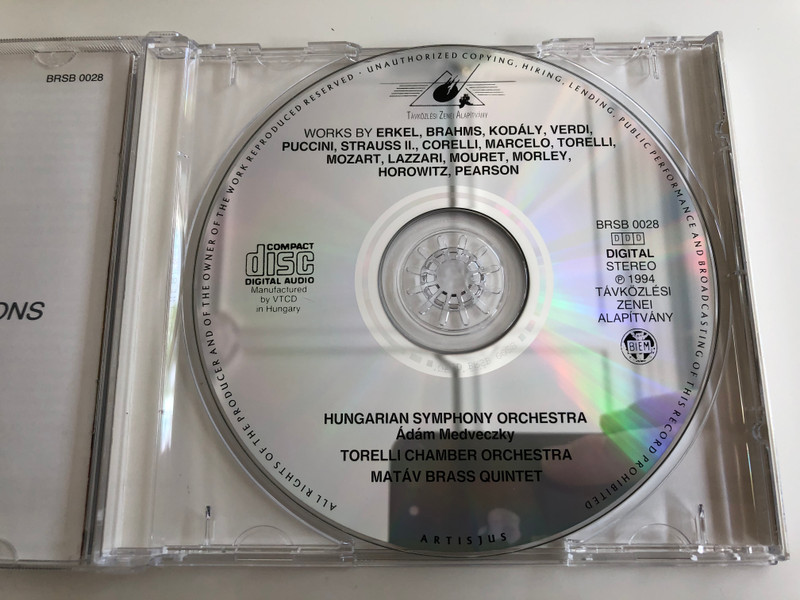 BRSB 0028
ONS
ALL RIGHTS OF THE PRODUCER AND OF THE OWNER OF THE WORK REPRODUCED RESERVED · UNAUTHORIZED COPYING, HIRING, LENDING, PUBLIC PERFORMANCE AND BROADCASTING OF THIS RECORD PROHIBITED
TÁVKÖZLÉSI ZENEI ALAPÍTVÁNY
WORKS BY ERKEL, BRAHMS, KODÁLY, VERDI,
PUCCINI, STRAUSS II., CORELLI, MARCELO, TORELLI,
MOZART, LAZZARI, MOURET, MORLEY,
HOROWITZ, PEARSON
COMPACT
disc
DIGITAL AUDIO
Manufactured
by VTCD
in Hungary
BRSB 0028
DDD
DIGITAL
STEREO
℗ 1994
TÁVKÖZLÉSI
ZENEI
ALAPÍTVÁNY
BIEM
HUNGARIAN SYMPHONY ORCHESTRA
Ádám Medveczky
TORELLI CHAMBER ORCHESTRA
MATÁV BRASS QUINTET
ARTISJUS